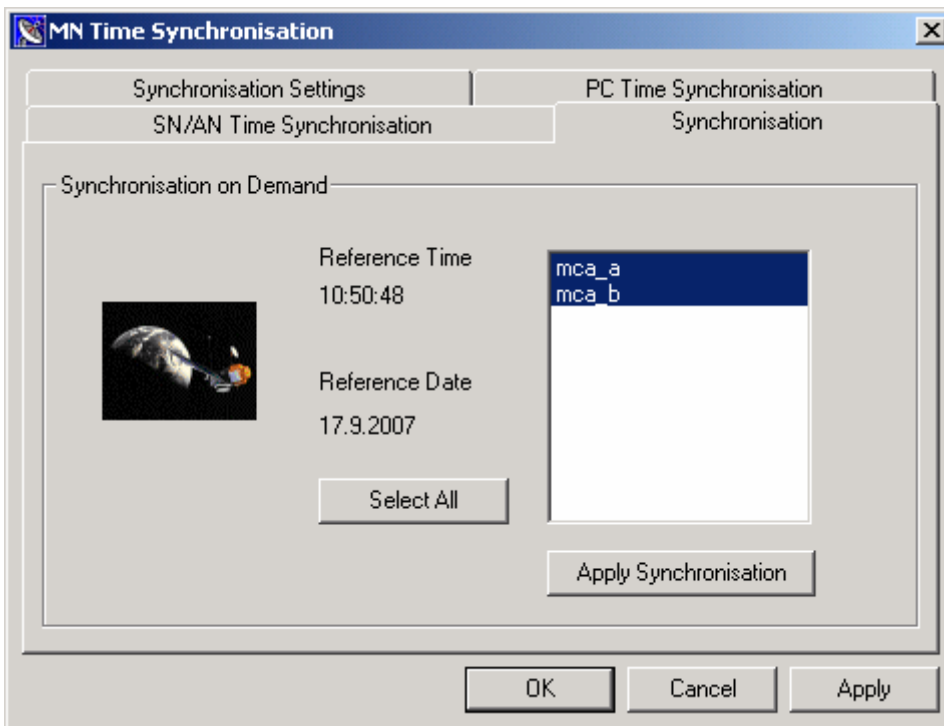 MN Time Synchronisation
Synchronisation Settings
PC Time Synchronisation
SN/AN Time Synchronisation
Synchronisation
Synchronisation on Demand
Reference Time
10:50:48
Reference Date
17.9.2007
Select All
mca_a
mca_b
Apply Synchronisation
OK
Cancel
Apply